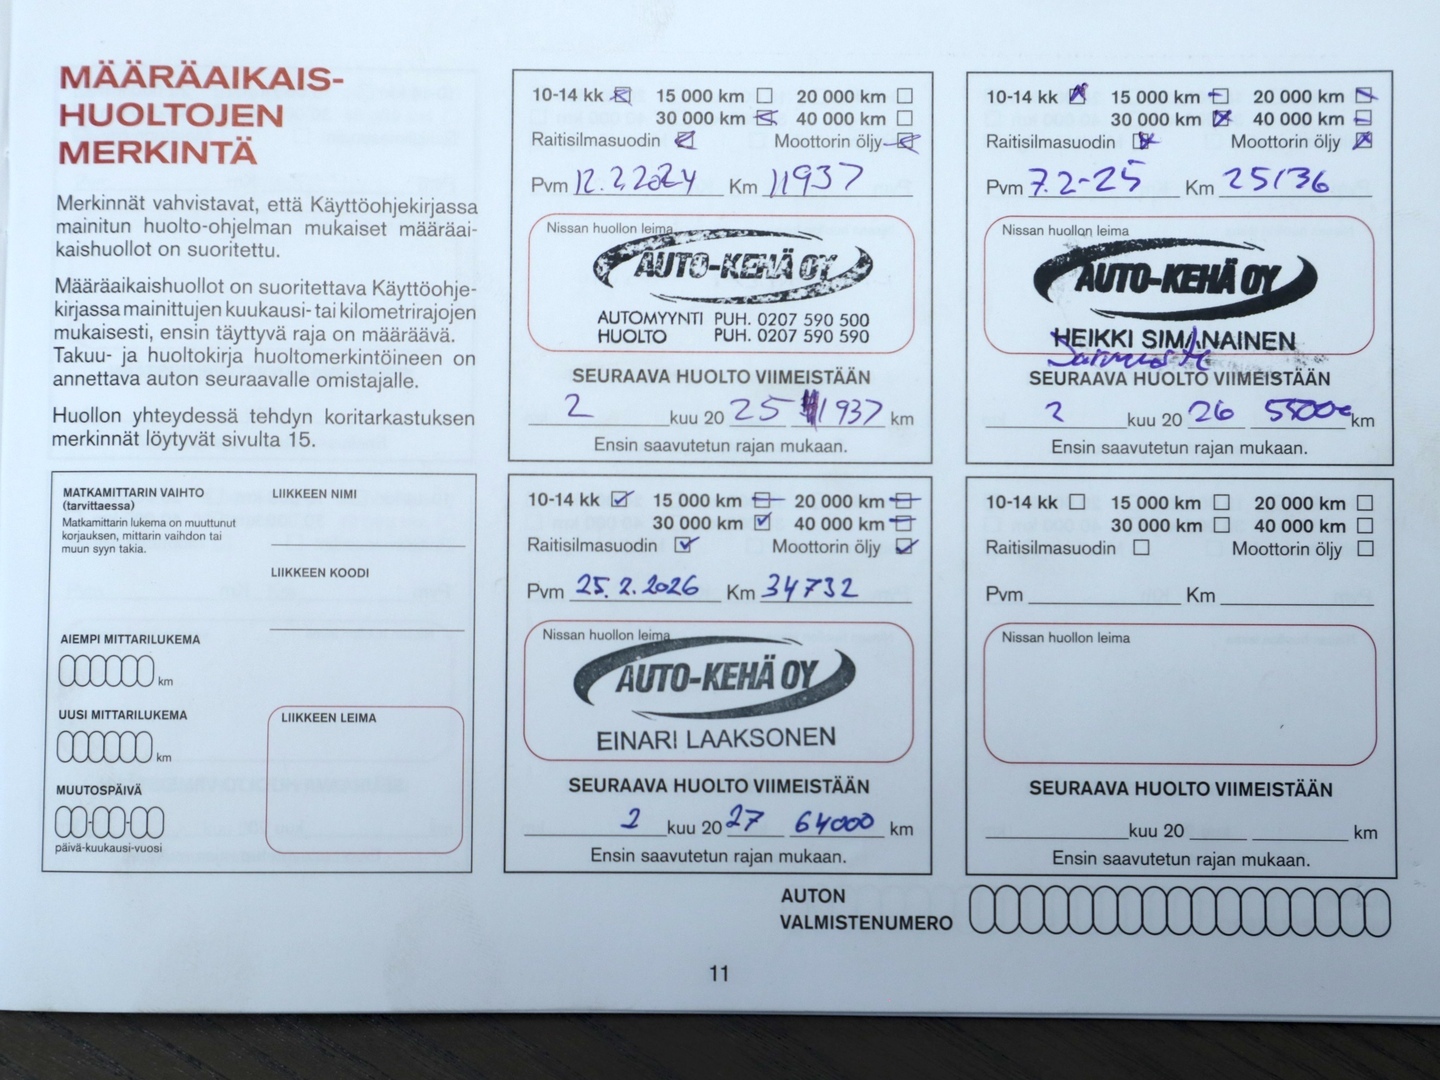 MÄÄRÄAIKAIS-
HUOLTOJEN
MERKINTÄ
Merkinnät vahvistavat, että Käyttöohjekirjassa
mainitun huolto-ohjelman mukaiset määräai-
kaishuollot on suoritettu.
Määräaikaishuollot on suoritettava Käyttöohje-
kirjassa mainittujen kuukausi- tai kilometrirajojen
mukaisesti, ensin täyttyvä raja on määräävä.
Takuu- ja huoltokirja huoltomerkintöineen on
annettava auton seuraavalle omistajalle.
Huollon yhteydessä tehdyn koritarkastuksen
merkinnät löytyvät sivulta 15.
MATKAMITTARIN VAIHTO
(tarvittaessa)
Matkamittarin lukema on muuttunut
korjauksen, mittarin vaihdon tai
muun syyn takia.
LIIKKEEN NIMI
LIIKKEEN KOODI
AIEMPI MITTARILUKEMA
km
UUSI MITTARILUKEMA
km
MUUTOSPÄIVÄ
päivä-kuukausi-vuosi
LIIKKEEN LEIMA
10-14 kk 15 000 km 20 000 km
30 000 km 40 000 km
Raitisilmasuodin Moottorin öljy
Pvm 12.2.2024 Km 11937
Nissan huollon leima
AUTO-KEHÄ OY
AUTOMYYNTI PUH. 0207 590 500
HUOLTO PUH. 0207 590 590
SEURAAVA HUOLTO VIIMEISTÄÄN
2 kuu 20 25 1937 km
Ensin saavutetun rajan mukaan.
10-14 kk 15 000 km 20 000 km
30 000 km 40 000 km
Raitisilmasuodin Moottorin öljy
Pvm 7.2-25 Km 25136
Nissan huollon leima
AUTO-KEHÄ OY
HEIKKI SIMANAINEN
SEURAAVA HUOLTO VIIMEISTÄÄN
2 kuu 20 26 55000 km
Ensin saavutetun rajan mukaan.
10-14 kk 15 000 km 20 000 km
30 000 km 40 000 km
Raitisilmasuodin Moottorin öljy
Pvm 25.2.2026 Km 34732
Nissan huollon leima
AUTO-KEHÄ OY
EINARI LAAKSONEN
SEURAAVA HUOLTO VIIMEISTÄÄN
2 kuu 20 27 64000 km
Ensin saavutetun rajan mukaan.
10-14 kk 15 000 km 20 000 km
30 000 km 40 000 km
Raitisilmasuodin Moottorin öljy
Pvm Km
Nissan huollon leima
SEURAAVA HUOLTO VIIMEISTÄÄN
kuu 20 km
Ensin saavutetun rajan mukaan.
AUTON
VALMISTENUMERO
11